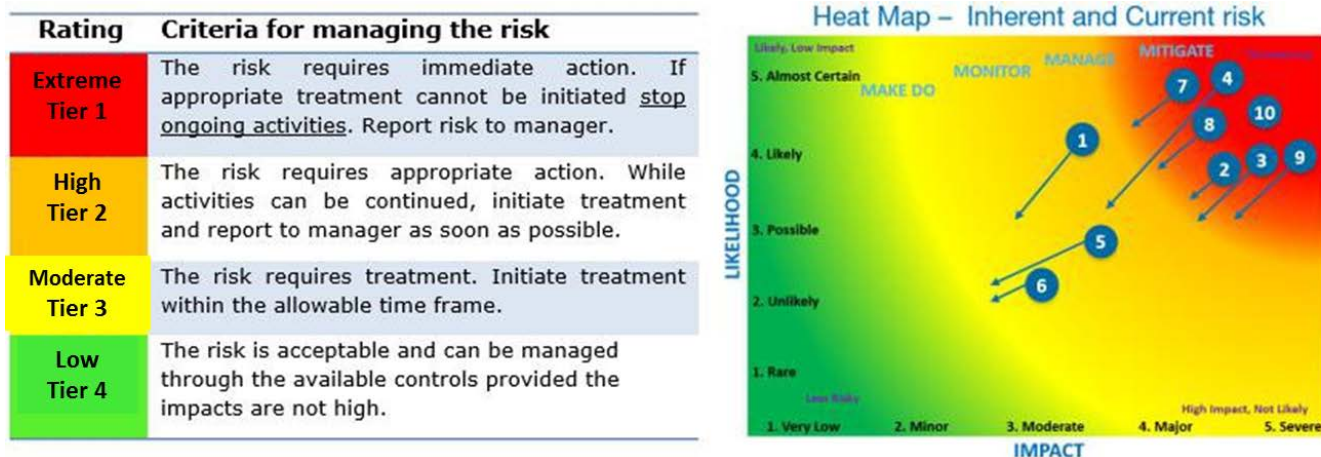 Rating Criteria for managing the risk
Extreme
Tier 1
The risk requires immediate action. If
appropriate treatment cannot be initiated stop
ongoing activities. Report risk to manager.
High
Tier 2
The risk requires appropriate action. While
activities can be continued, initiate treatment
and report to manager as soon as possible.
Moderate
Tier 3
The risk requires treatment. Initiate treatment
within the allowable time frame.
Low
Tier 4
The risk is acceptable and can be managed
through the available controls provided the
impacts are not high.
Heat Map – Inherent and Current risk
Likely, Low Impact
MITIGATE
MANAGE
MONITOR
MAKE DO
5. Almost Certain
4. Likely
3. Possible
2. Unlikely
1. Rare
LIKELIHOOD
7
4
10
8
1
2
3
9
5
6
Less Risky
High Impact, Not Likely
1. Very Low
2. Minor
3. Moderate
4. Major
5. Severe
IMPACT